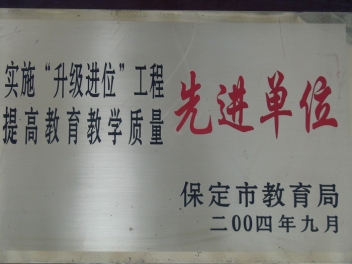 实施“升级进位”工程
提高教育教学质量
先进单位
保定市教育局
二00四年九月